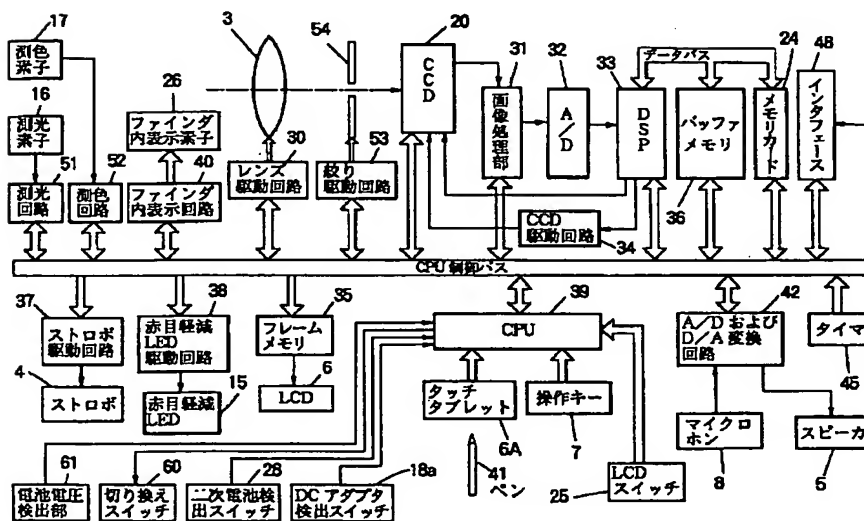 17
測色
素子
16
測光
素子
51
測光
回路
52
測色
回路
26
ファインダ
内表示素子
40
ファインダ
内表示回路
3
30
レンズ
駆動回路
54
53
絞り
駆動回路
20
CCD
31
画像処理部
32
A/D
33
DSP
CCD
駆動回路
34
データバス
バッファ
メモリ
36
24
メモリカード
48
インタフェース
CPU制御バス
37
ストロボ
駆動回路
4
ストロボ
38
赤目軽減
LED
駆動回路
15
赤目軽減
LED
35
フレーム
メモリ
6
LCD
39
CPU
タッチ
タブレット
6A
操作キー
7
41
ペン
25
LCD
スイッチ
42
A/Dおよび
D/A変換
回路
タイマ
45
マイクロ
ホン
8
スピーカ
5
61
電池電圧
検出部
60
切り換え
スイッチ
28
二次電池検
出スイッチ
18a
DCアダプタ
検出スイッチ